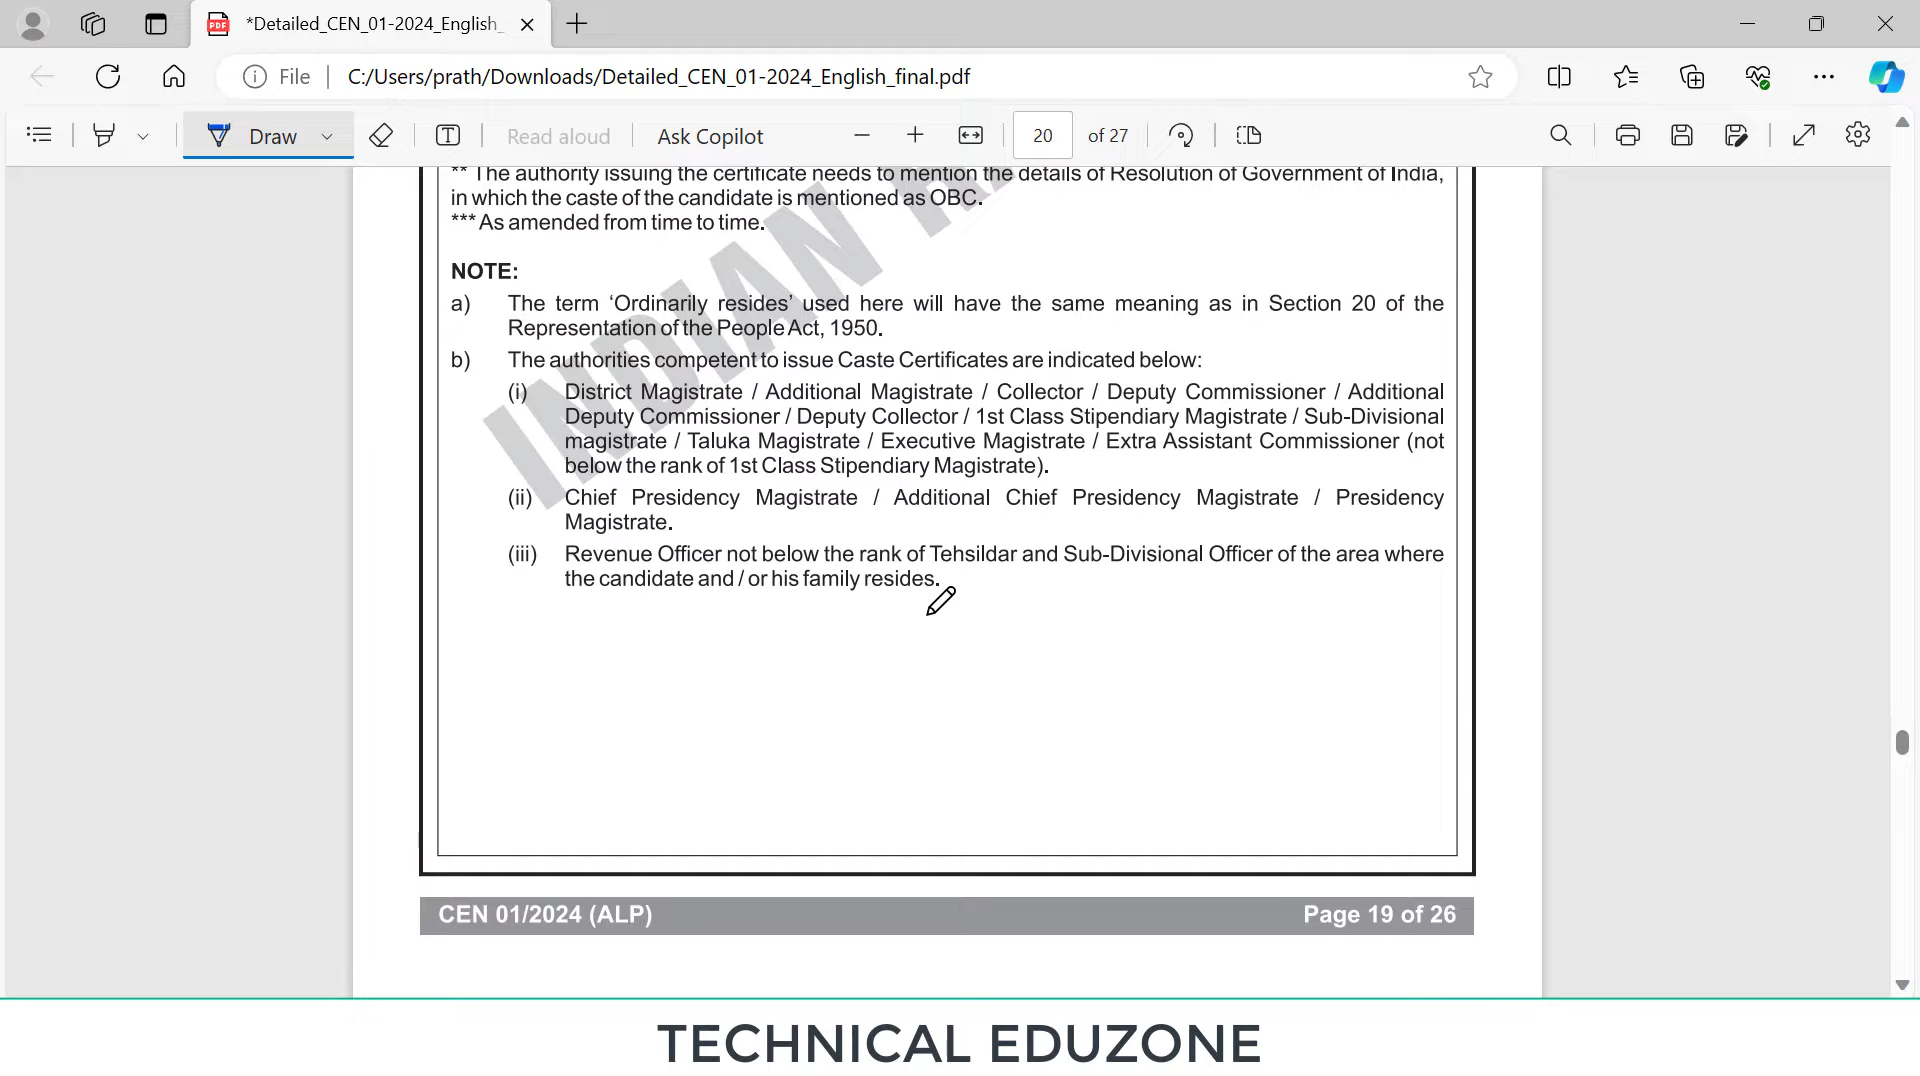 *Detailed_CEN_01-2024_English_
File
C:/Users/prath/Downloads/Detailed_CEN_01-2024_English_final.pdf
Draw
Read aloud
Ask Copilot
20
of 27
** The authority issuing the certificate needs to mention the details of Resolution of Government of India,
in which the caste of the candidate is mentioned as OBC.
*** As amended from time to time.
NOTE:
a) The term ‘Ordinarily resides’ used here will have the same meaning as in Section 20 of the
Representation of the People Act, 1950.
b) The authorities competent to issue Caste Certificates are indicated below:
(i) District Magistrate / Additional Magistrate / Collector / Deputy Commissioner / Additional
Deputy Commissioner / Deputy Collector / 1st Class Stipendiary Magistrate / Sub-Divisional
magistrate / Taluka Magistrate / Executive Magistrate / Extra Assistant Commissioner (not
below the rank of 1st Class Stipendiary Magistrate).
(ii) Chief Presidency Magistrate / Additional Chief Presidency Magistrate / Presidency
Magistrate.
(iii) Revenue Officer not below the rank of Tehsildar and Sub-Divisional Officer of the area where
the candidate and / or his family resides.
INDIAN
CEN 01/2024 (ALP)
Page 19 of 26
TECHNICAL EDUZONE